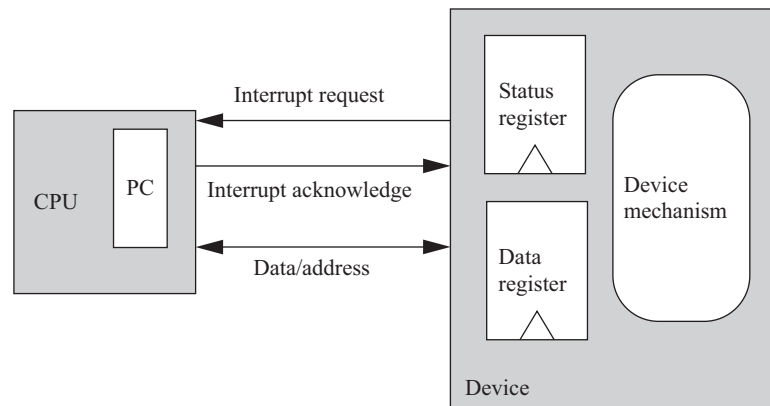 Interrupt request
Status
register
CPU
PC
Interrupt acknowledge
Device
mechanism
Data/address
Data
register
Device